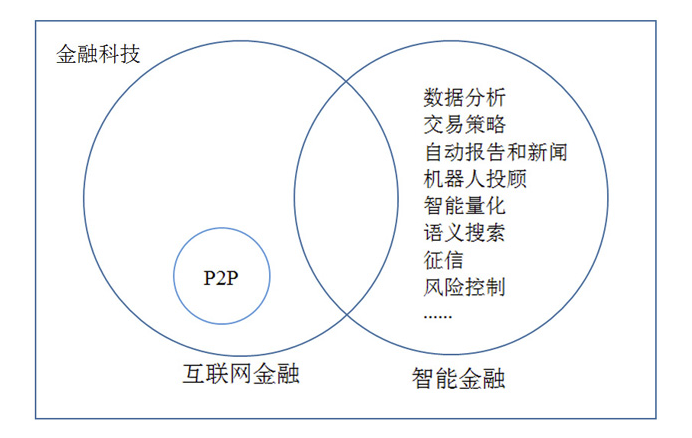 金融科技
数据分析
交易策略
自动报告和新闻
机器人投顾
智能量化
语义搜索
征信
风险控制
......
P2P
互联网金融
智能金融